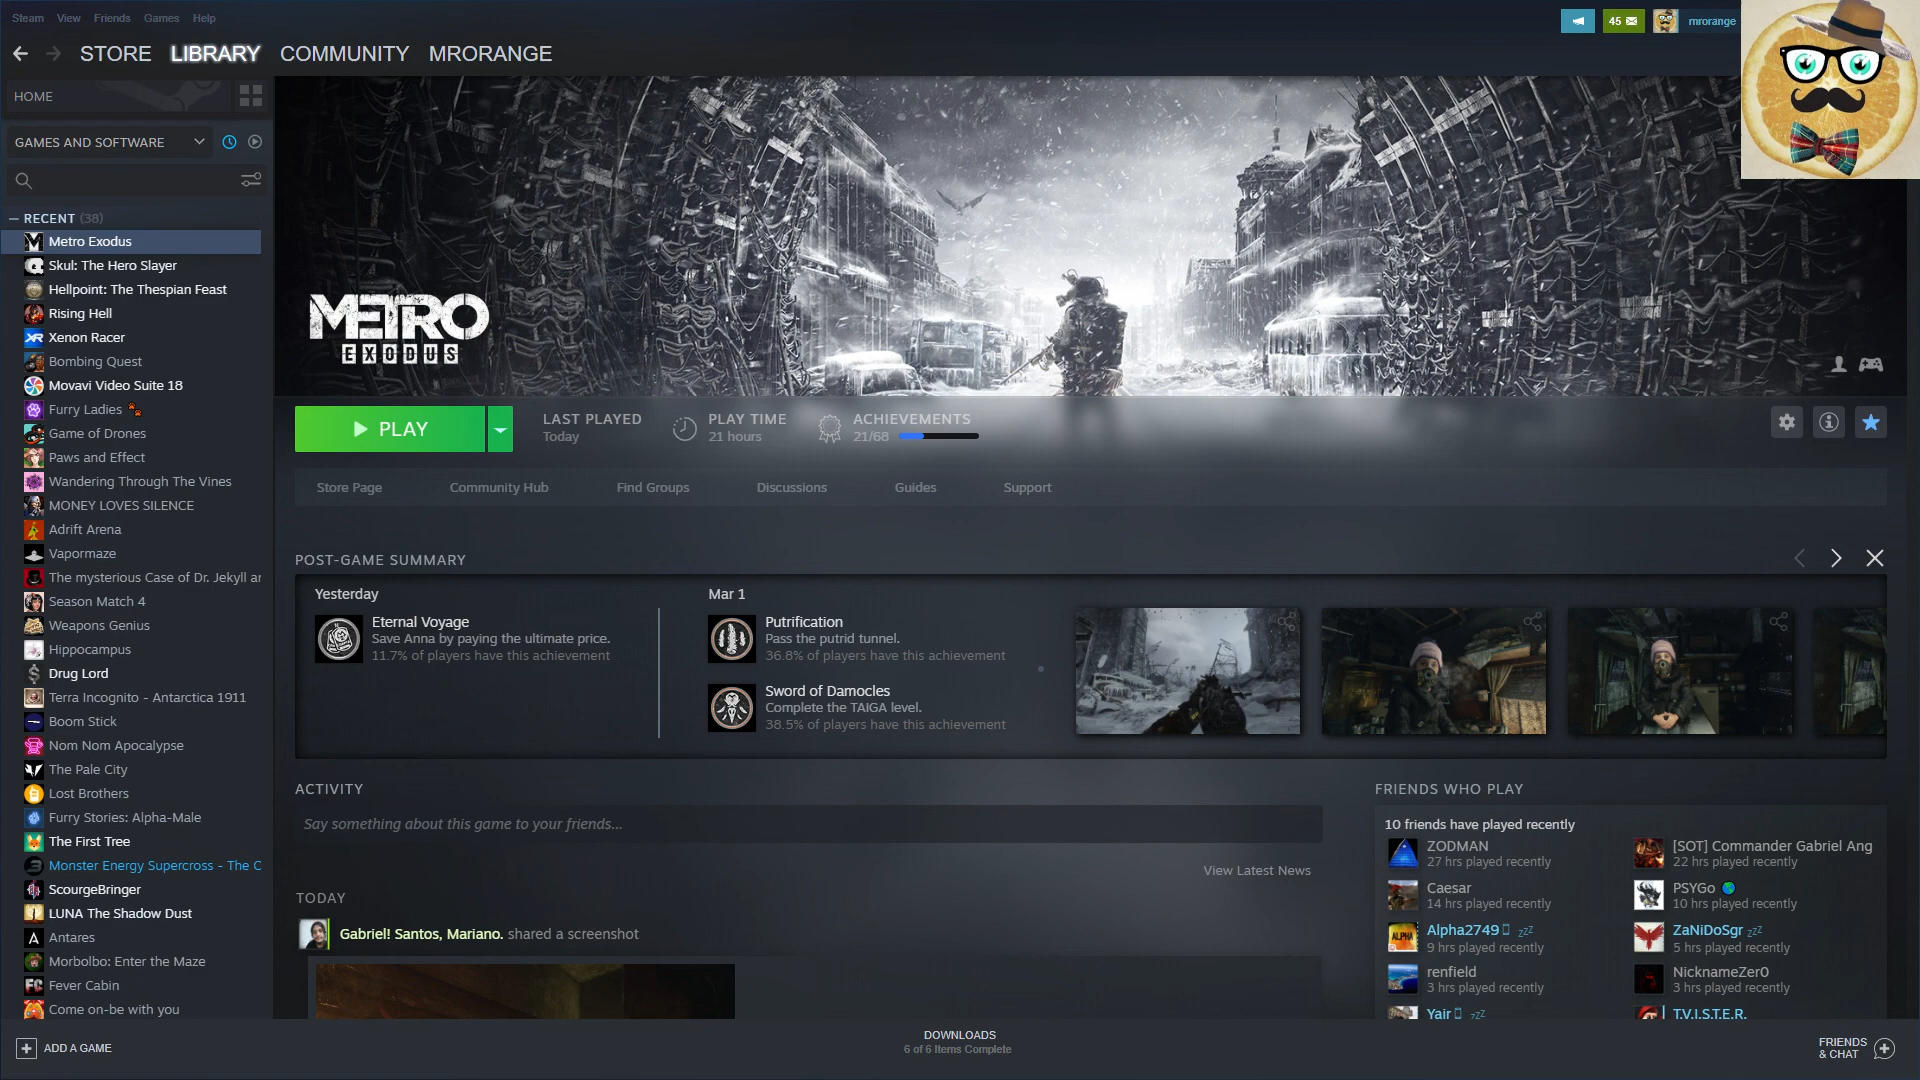 Steam View Friends Games Help
45
mrorange
STORE LIBRARY COMMUNITY MRORANGE
HOME
GAMES AND SOFTWARE
RECENT (38)
Metro Exodus
Skul: The Hero Slayer
Hellpoint: The Thespian Feast
Rising Hell
Xenon Racer
Bombing Quest
Movavi Video Suite 18
Furry Ladies
Game of Drones
Paws and Effect
Wandering Through The Vines
MONEY LOVES SILENCE
Adrift Arena
Vapormaze
The mysterious Case of Dr. Jekyll ar
Season Match 4
Weapons Genius
Hippocampus
Drug Lord
Terra Incognito - Antarctica 1911
Boom Stick
Nom Nom Apocalypse
The Pale City
Lost Brothers
Furry Stories: Alpha-Male
The First Tree
Monster Energy Supercross - The C
ScourgeBringer
LUNA The Shadow Dust
Antares
Morbolbo: Enter the Maze
Fever Cabin
Come on-be with you
METRO
EXODUS
PLAY
LAST PLAYED
Today
PLAY TIME
21 hours
ACHIEVEMENTS
21/68
Store Page Community Hub Find Groups Discussions Guides Support
POST-GAME SUMMARY
Yesterday
Eternal Voyage
Save Anna by paying the ultimate price.
11.7% of players have this achievement
Mar 1
Putrification
Pass the putrid tunnel.
36.8% of players have this achievement
Sword of Damocles
Complete the TAIGA level.
38.5% of players have this achievement
ACTIVITY
Say something about this game to your friends...
View Latest News
TODAY
Gabriel! Santos, Mariano. shared a screenshot
FRIENDS WHO PLAY
10 friends have played recently
ZODMAN
27 hrs played recently
[SOT] Commander Gabriel Ang
22 hrs played recently
Caesar
14 hrs played recently
PSYGo
10 hrs played recently
Alpha2749 zzZ
9 hrs played recently
ZaNiDoSgr zzZ
5 hrs played recently
renfield
3 hrs played recently
NicknameZer0
3 hrs played recently
Yair zzZ
T.V.I.S.T.E.R.
ADD A GAME
DOWNLOADS
6 of 6 Items Complete
FRIENDS
& CHAT